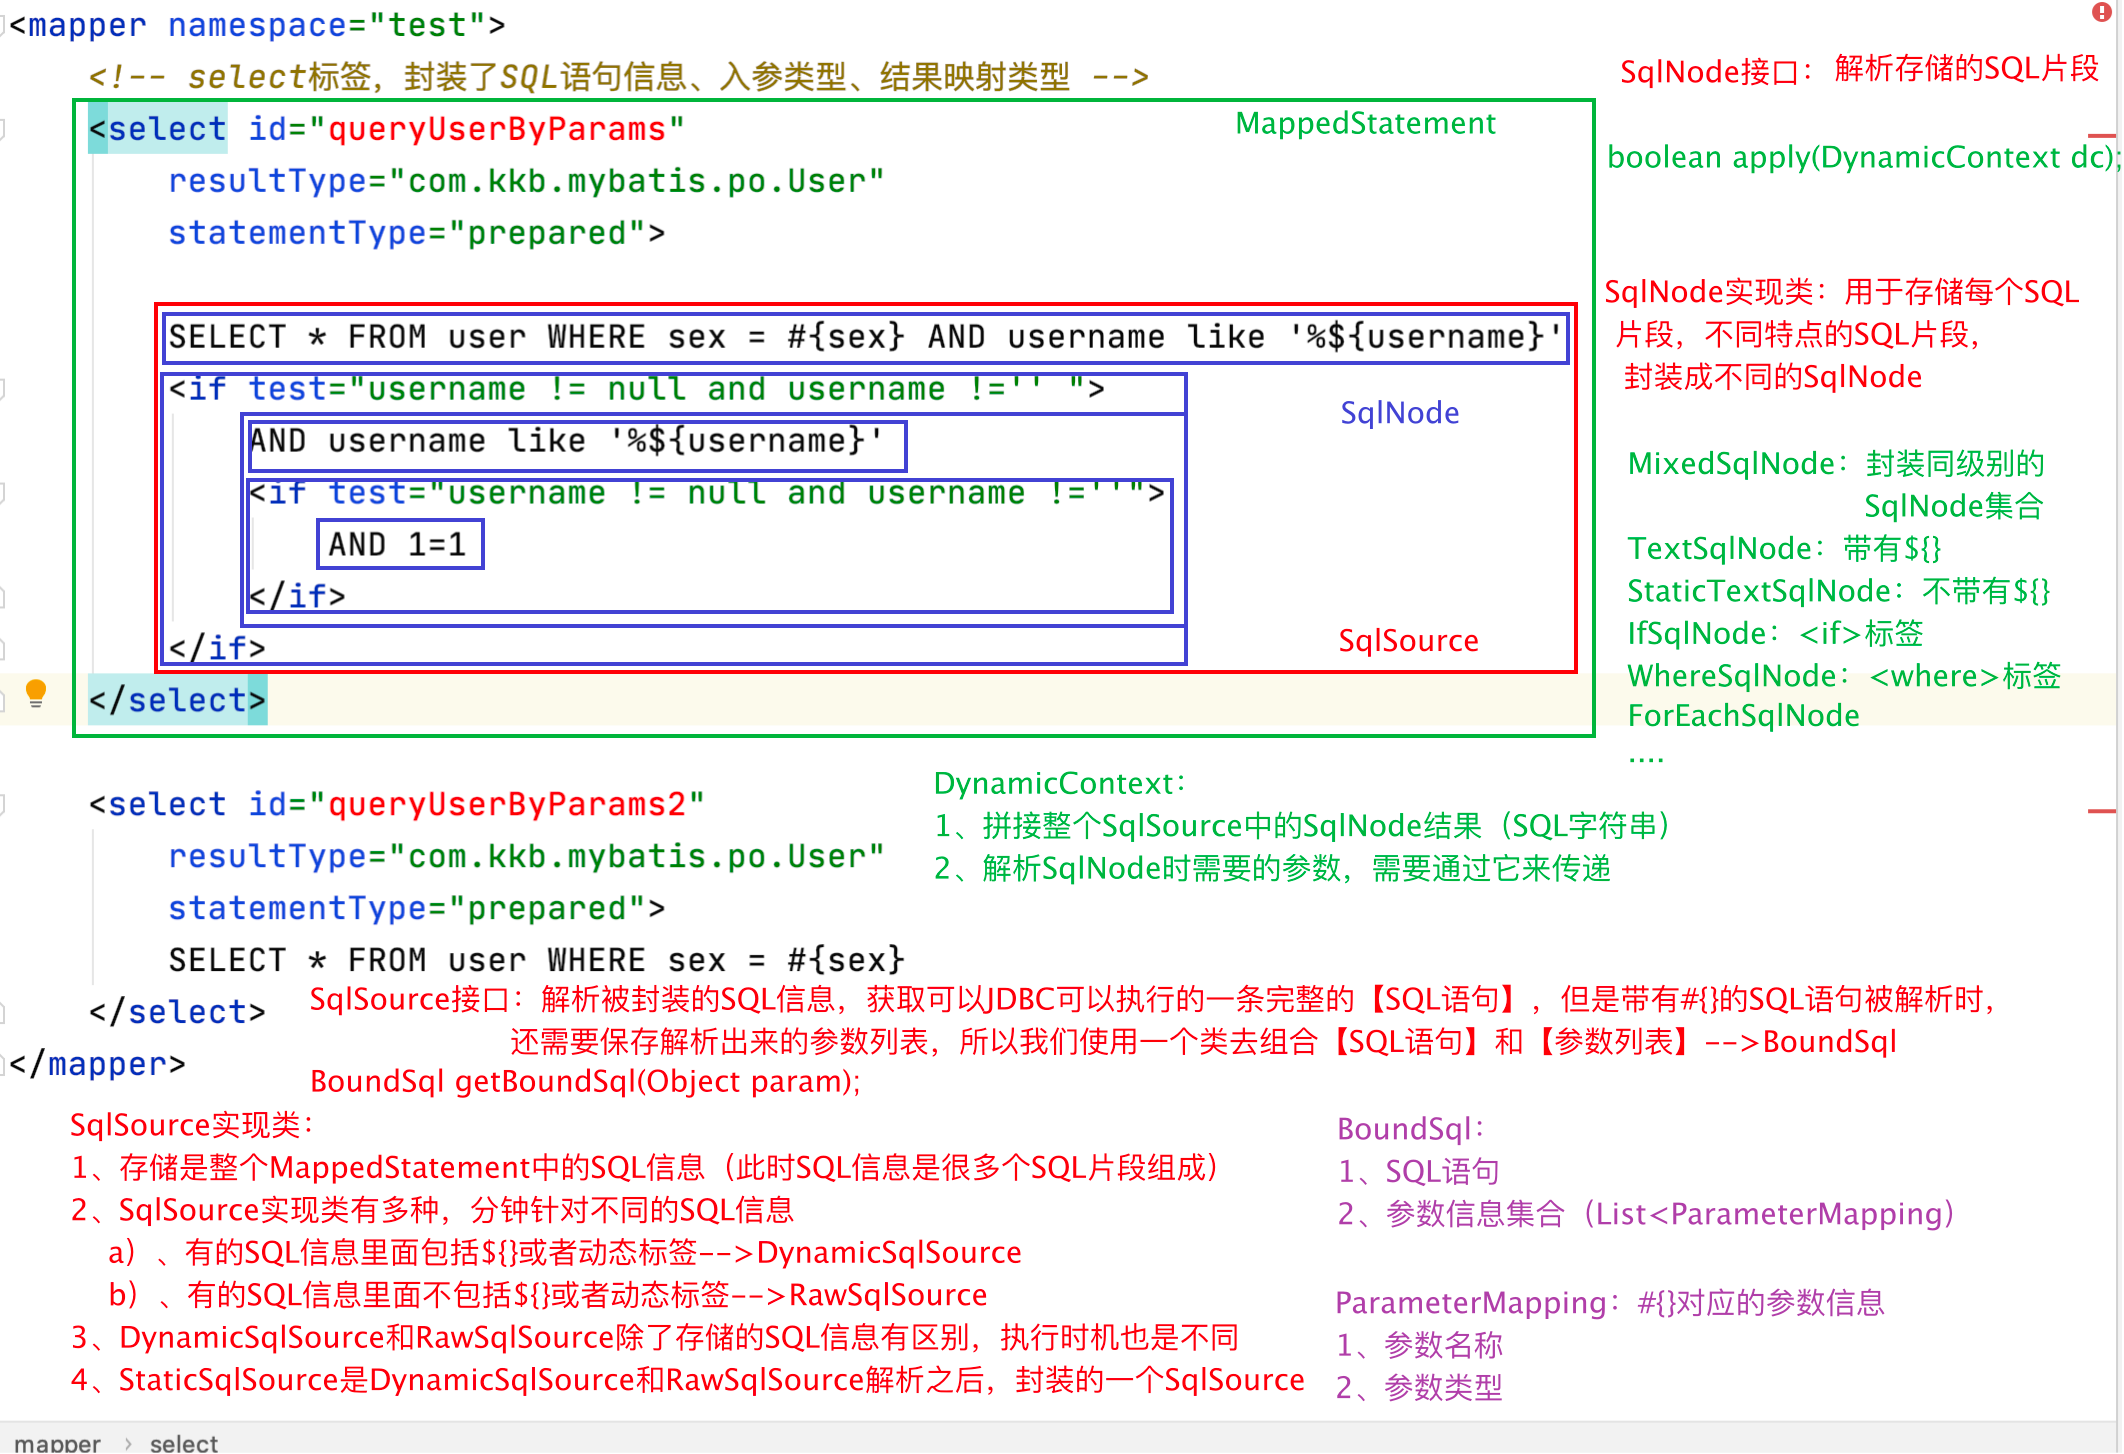 <mapper namespace="test">
<!-- select标签，封装了SQL语句信息、入参类型、结果映射类型 -->
<select id="queryUserByParams"
resultType="com.kkb.mybatis.po.User"
statementType="prepared">
MappedStatement
SELECT * FROM user WHERE sex = #{sex} AND username like '%${username}'
<if test="username != null and username !='' ">
AND username like '%${username}'
<if test="username != null and username !=''">
AND 1=1
</if>
</if>
</select>
SqlNode
SqlSource
SqlNode接口：解析存储的SQL片段
boolean apply(DynamicContext dc);
SqlNode实现类：用于存储每个SQL
片段，不同特点的SQL片段，
封装成不同的SqlNode
MixedSqlNode：封装同级别的
SqlNode集合
TextSqlNode：带有${}
StaticTextSqlNode：不带有${}
IfSqlNode：<if>标签
WhereSqlNode：<where>标签
ForEachSqlNode
....
<select id="queryUserByParams2"
resultType="com.kkb.mybatis.po.User"
statementType="prepared">
SELECT * FROM user WHERE sex = #{sex}
</select>
</mapper>
DynamicContext：
1、拼接整个SqlSource中的SqlNode结果（SQL字符串）
2、解析SqlNode时需要的参数，需要通过它来传递
SqlSource接口：解析被封装的SQL信息，获取可以JDBC可以执行的一条完整的【SQL语句】，但是带有#{}的SQL语句被解析时，
还需要保存解析出来的参数列表，所以我们使用一个类去组合【SQL语句】和【参数列表】-->BoundSql
BoundSql getBoundSql(Object param);
SqlSource实现类：
1、存储是整个MappedStatement中的SQL信息（此时SQL信息是很多个SQL片段组成）
2、SqlSource实现类有多种，分钟针对不同的SQL信息
a）、有的SQL信息里面包括${}或者动态标签-->DynamicSqlSource
b）、有的SQL信息里面不包括${}或者动态标签-->RawSqlSource
3、DynamicSqlSource和RawSqlSource除了存储的SQL信息有区别，执行时机也是不同
4、StaticSqlSource是DynamicSqlSource和RawSqlSource解析之后，封装的一个SqlSource
BoundSql：
1、SQL语句
2、参数信息集合（List<ParameterMapping）
ParameterMapping：#{}对应的参数信息
1、参数名称
2、参数类型
mapper › select